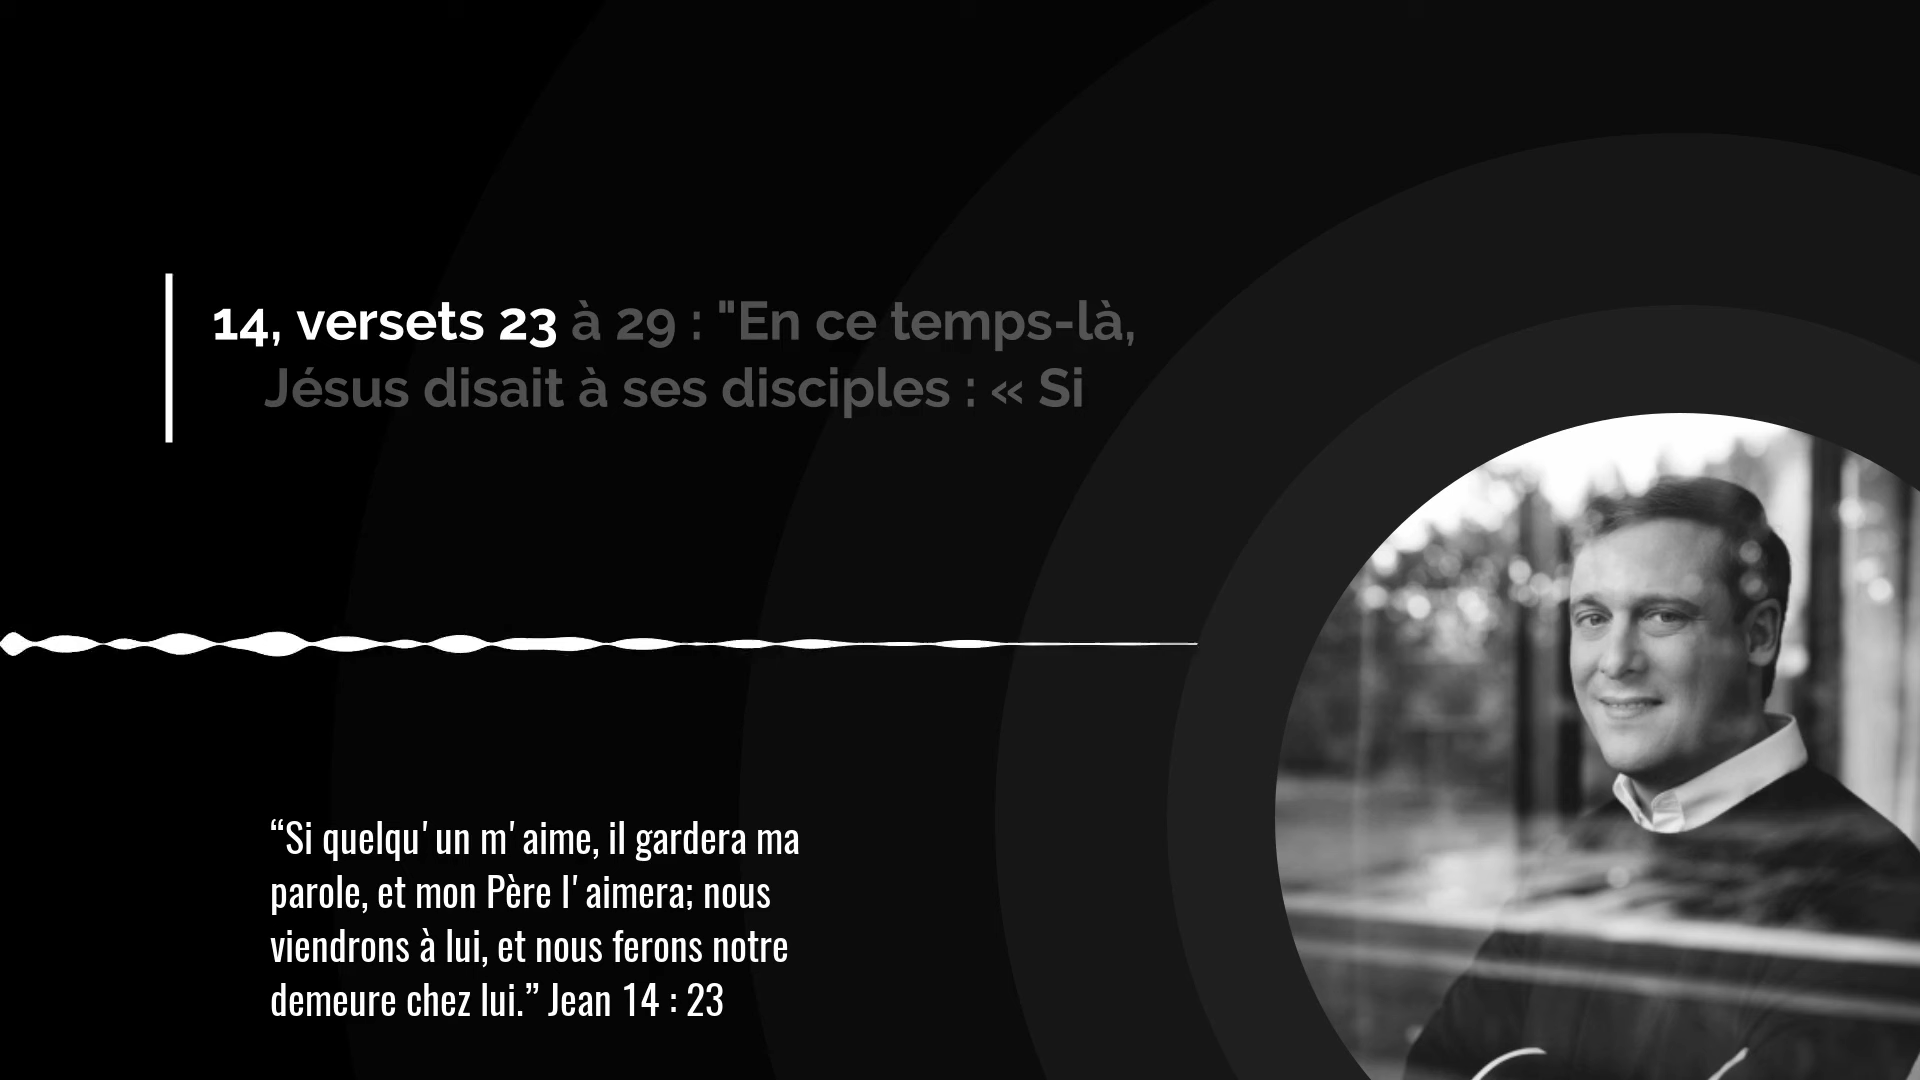 14, versets 23 à 29 : "En ce temps-là,
Jésus disait à ses disciples : « Si
“Si quelqu'un m'aime, il gardera ma
parole, et mon Père l'aimera; nous
viendrons à lui, et nous ferons notre
demeure chez lui.” Jean 14 : 23